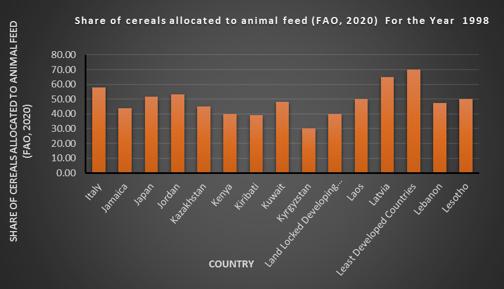 Share of cereals allocated to animal feed (FAO, 2020) For the Year 1998
SHARE OF CEREALS ALLOCATED TO ANIMAL FEED
(FAO, 2020)
80.00
70.00
60.00
50.00
40.00
30.00
20.00
10.00
0.00
Italy
Jamaica
Japan
Jordan
Kazakhstan
Kenya
Kiribati
Kuwait
Kyrgyzstan
Land Locked Developing...
Laos
Latvia
Least Developed Countries
Lebanon
Lesotho
COUNTRY